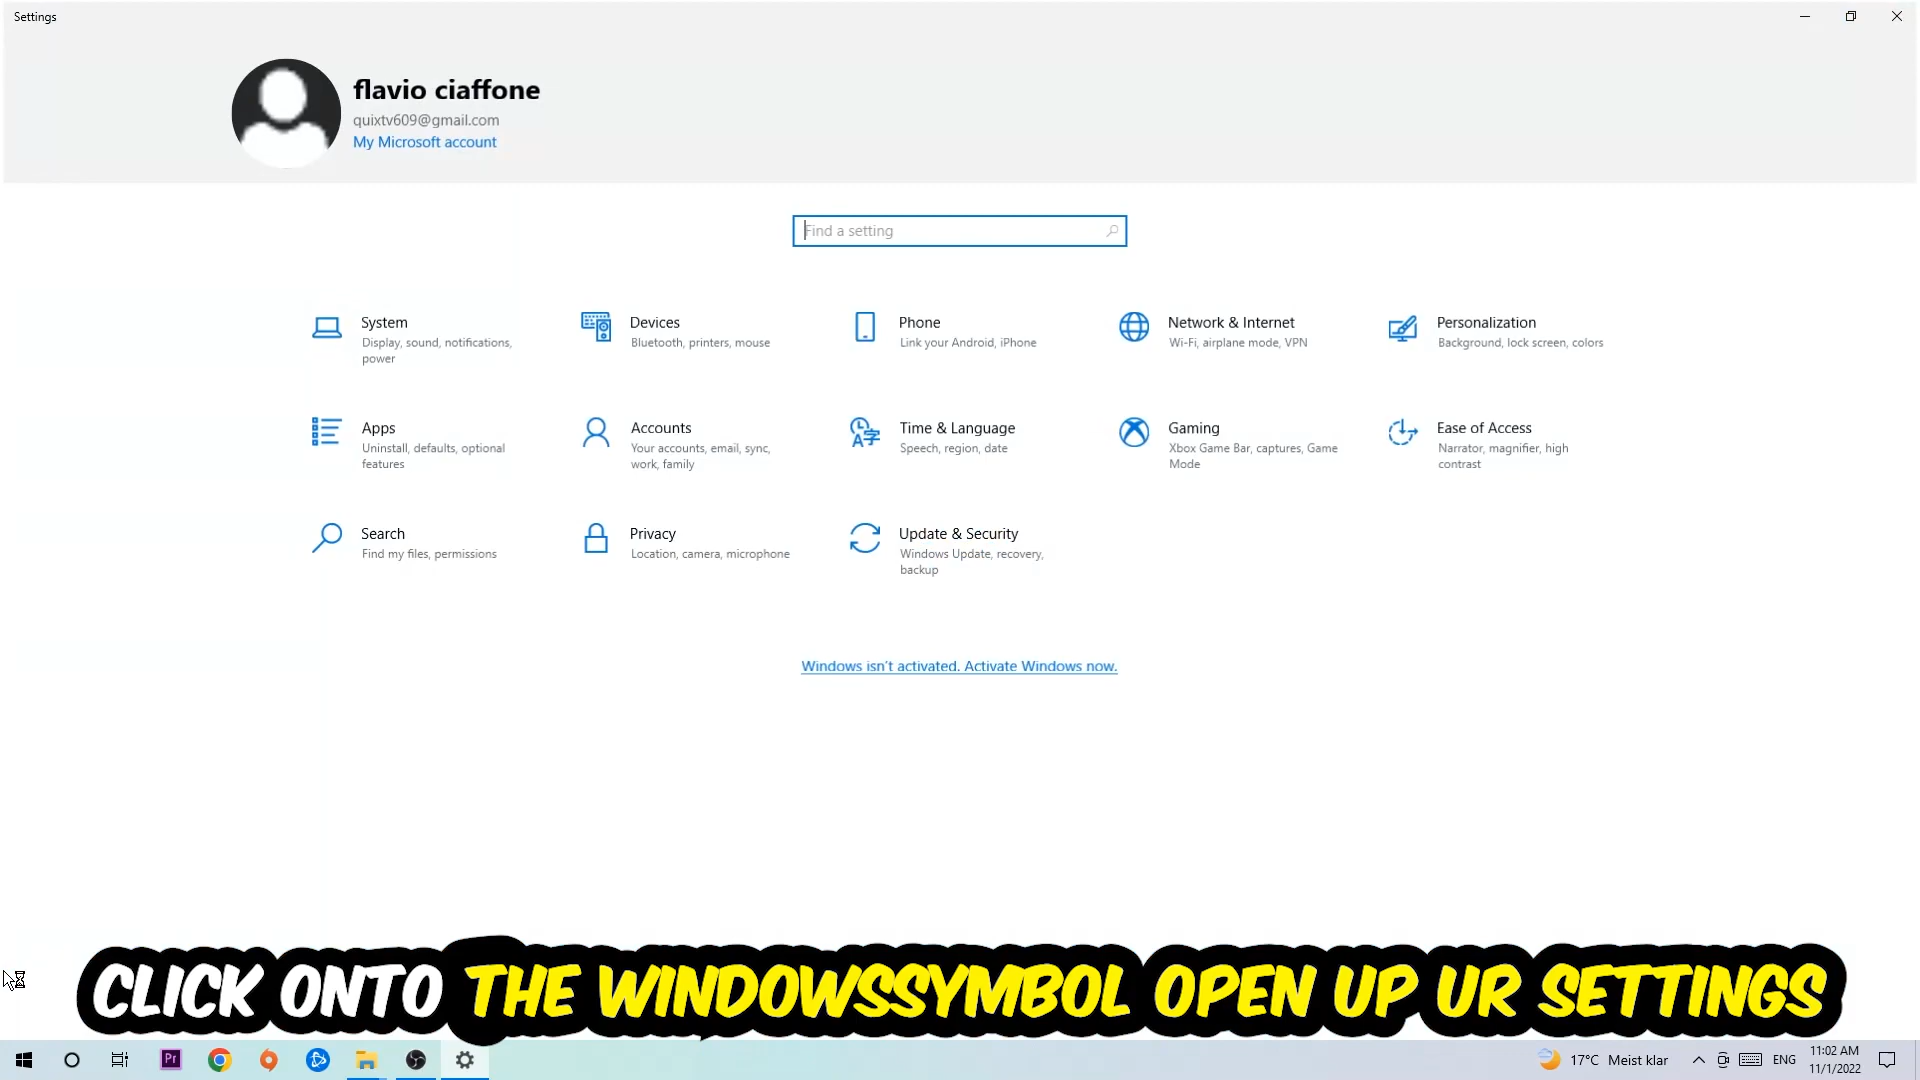 Settings
flavio ciaffone
quixtv609@gmail.com
My Microsoft account
Find a setting
System
Display, sound, notifications,
power
Devices
Bluetooth, printers, mouse
Phone
Link your Android, iPhone
Network & Internet
Wi-Fi, airplane mode, VPN
Personalization
Background, lock screen, colors
Apps
Uninstall, defaults, optional
features
Accounts
Your accounts, email, sync,
work, family
Time & Language
Speech, region, date
Gaming
Xbox Game Bar, captures, Game
Mode
Ease of Access
Narrator, magnifier, high
contrast
Search
Find my files, permissions
Privacy
Location, camera, microphone
Update & Security
Windows Update, recovery,
backup
Windows isn't activated. Activate Windows now.
CLICK ONTO THE WINDOWSSYMBOL OPEN UP UR SETTINGS
Pr
17°C Meist klar
ENG
11:02 AM
11/1/2022